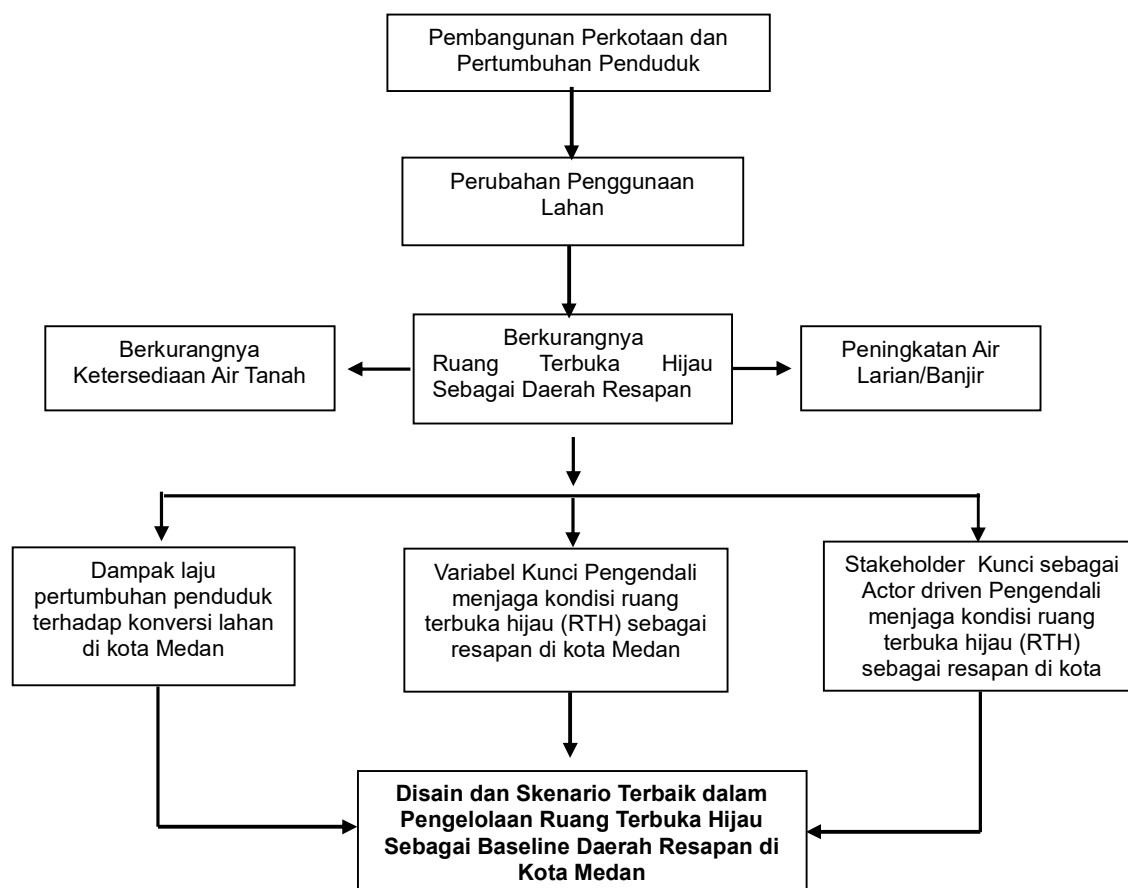 Pembangunan Perkotaan dan
Pertumbuhan Penduduk
Perubahan Penggunaan
Lahan
Berkurangnya
Ketersediaan Air Tanah
Berkurangnya
Ruang Terbuka Hijau
Sebagai Daerah Resapan
Peningkatan Air
Larian/Banjir
Dampak laju
pertumbuhan penduduk
terhadap konversi lahan
di kota Medan
Variabel Kunci Pengendali
menjaga kondisi ruang
terbuka hijau (RTH) sebagai
resapan di kota Medan
Stakeholder Kunci sebagai
Actor driven Pengendali
menjaga kondisi ruang
terbuka hijau (RTH)
sebagai resapan di kota
Disain dan Skenario Terbaik dalam
Pengelolaan Ruang Terbuka Hijau
Sebagai Baseline Daerah Resapan di
Kota Medan